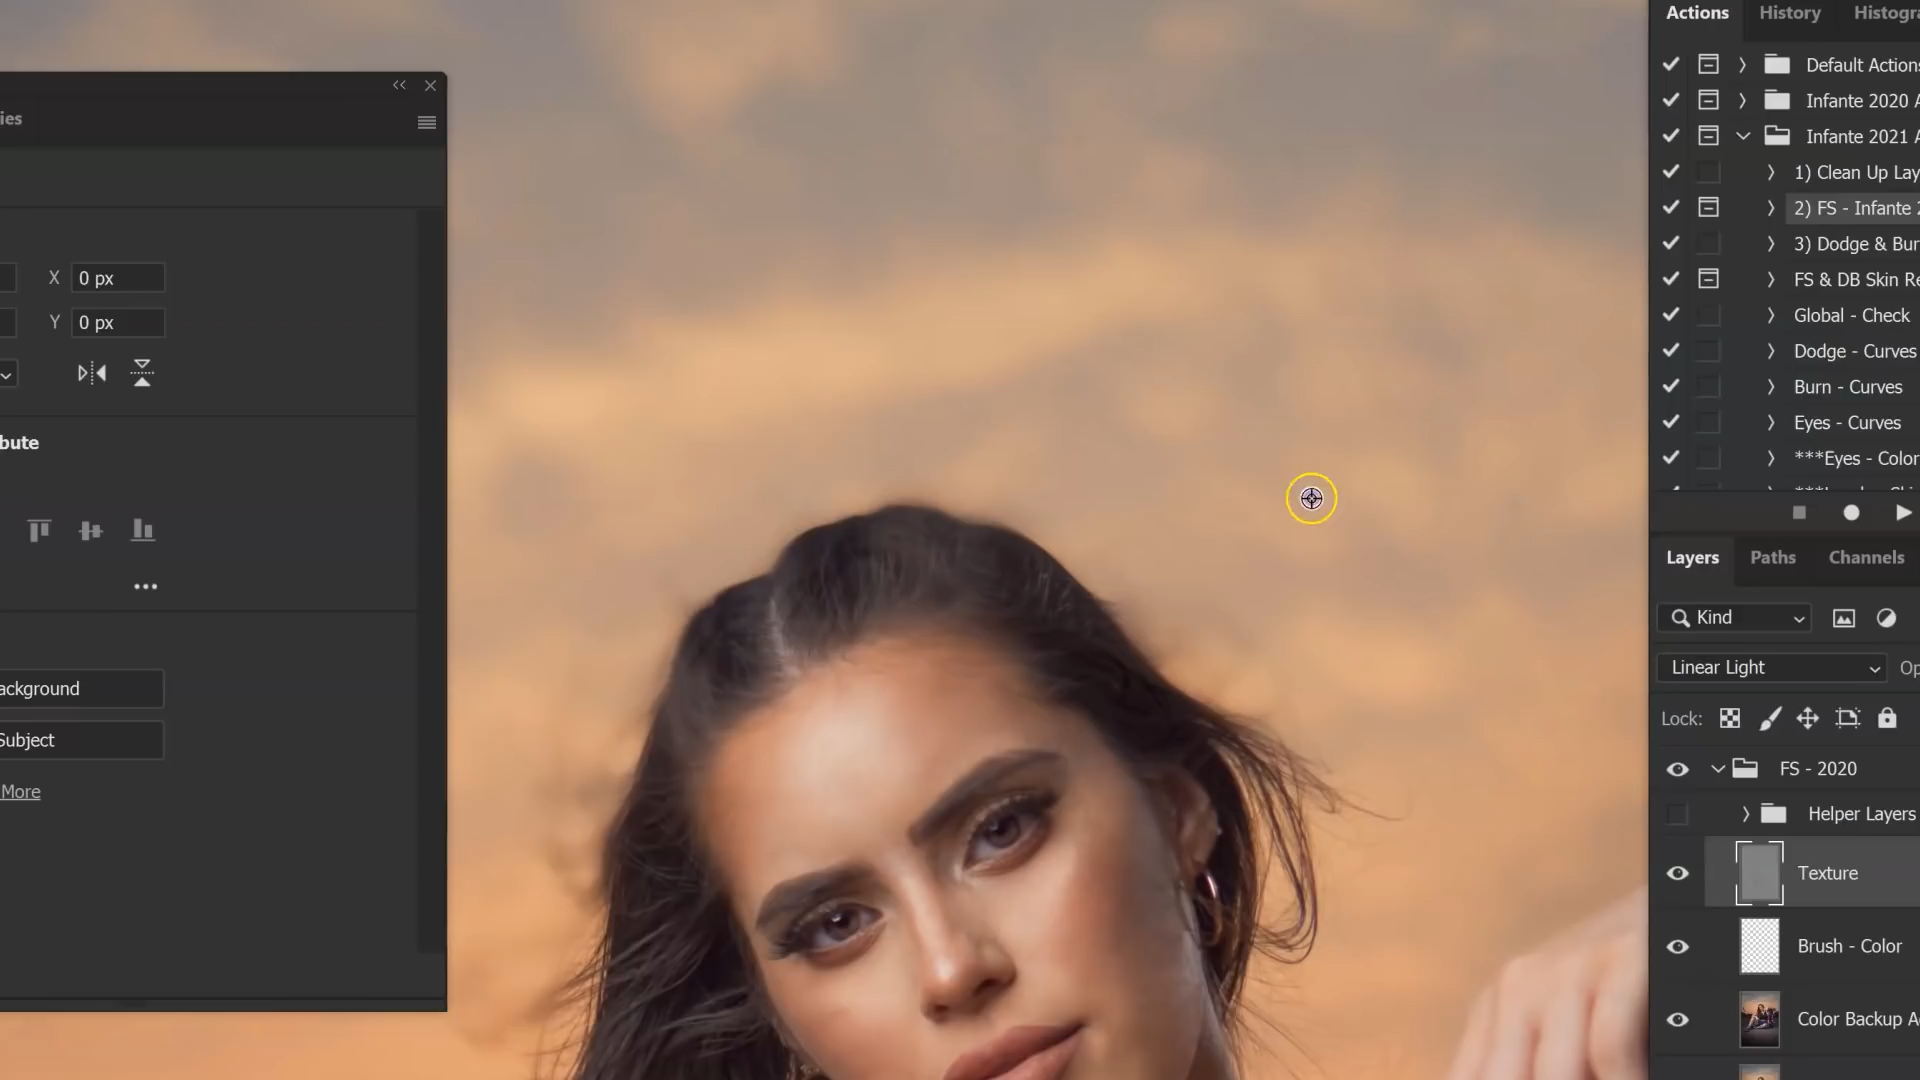 ies
X 0 px
Y 0 px
bute
ackground
Subject
More
Actions History Histogra
Default Actions
Infante 2020 A
Infante 2021 A
1) Clean Up Lay
2) FS - Infante 2
3) Dodge & Bur
FS & DB Skin Re
Global - Check
Dodge - Curves
Burn - Curves
Eyes - Curves
***Eyes - Color
Layers Paths Channels
Kind
Linear Light Op
Lock:
FS - 2020
Helper Layers
Texture
Brush - Color
Color Backup A